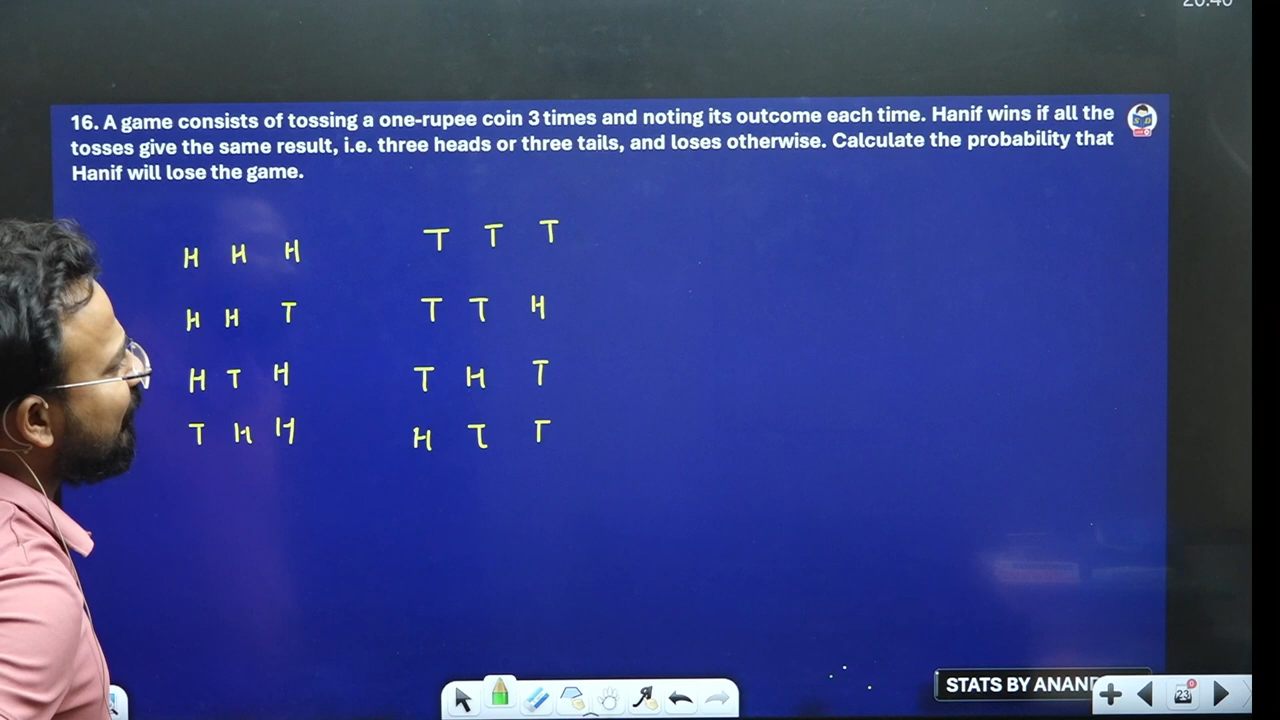 16. A game consists of tossing a one-rupee coin 3 times and noting its outcome each time. Hanif wins if all the
tosses give the same result, i.e. three heads or three tails, and loses otherwise. Calculate the probability that
Hanif will lose the game.
H H H
H H T
H T H
T H H
T T T
T T H
T H T
H T T
STATS BY ANAND
23